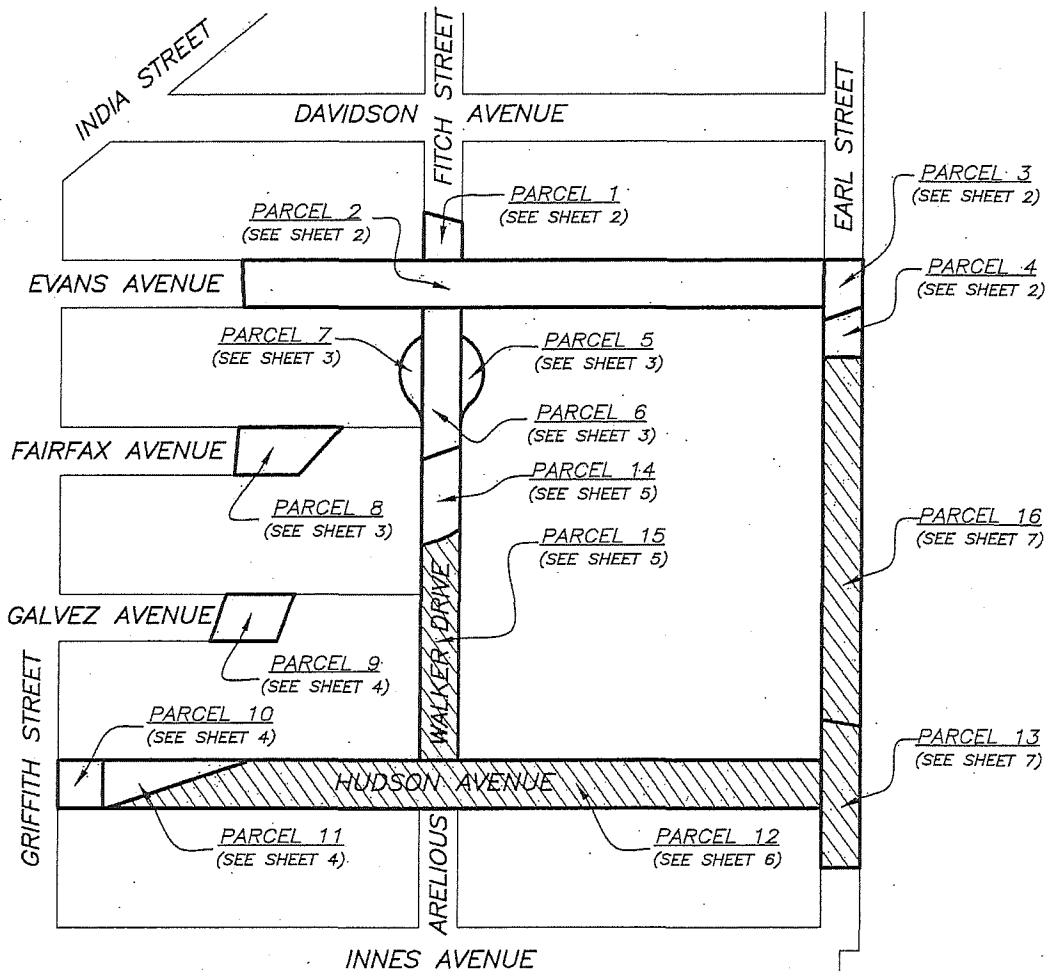 INDIA STREET
FITCH STREET
DAVIDSON AVENUE
EARL STREET
PARCEL 1
(SEE SHEET 2)
PARCEL 2
(SEE SHEET 2)
PARCEL 3
(SEE SHEET 2)
EVANS AVENUE
PARCEL 4
(SEE SHEET 2)
PARCEL 7
(SEE SHEET 3)
PARCEL 5
(SEE SHEET 3)
PARCEL 6
(SEE SHEET 3)
FAIRFAX AVENUE
PARCEL 14
(SEE SHEET 5)
PARCEL 8
(SEE SHEET 3)
PARCEL 15
(SEE SHEET 5)
PARCEL 16
(SEE SHEET 7)
GALVEZ AVENUE
WALKER DRIVE
PARCEL 9
(SEE SHEET 4)
GRIFFITH STREET
PARCEL 10
(SEE SHEET 4)
PARCEL 13
(SEE SHEET 7)
HUDSON AVENUE
PARCEL 11
(SEE SHEET 4)
PARCEL 12
(SEE SHEET 6)
ARELIOUS
INNES AVENUE